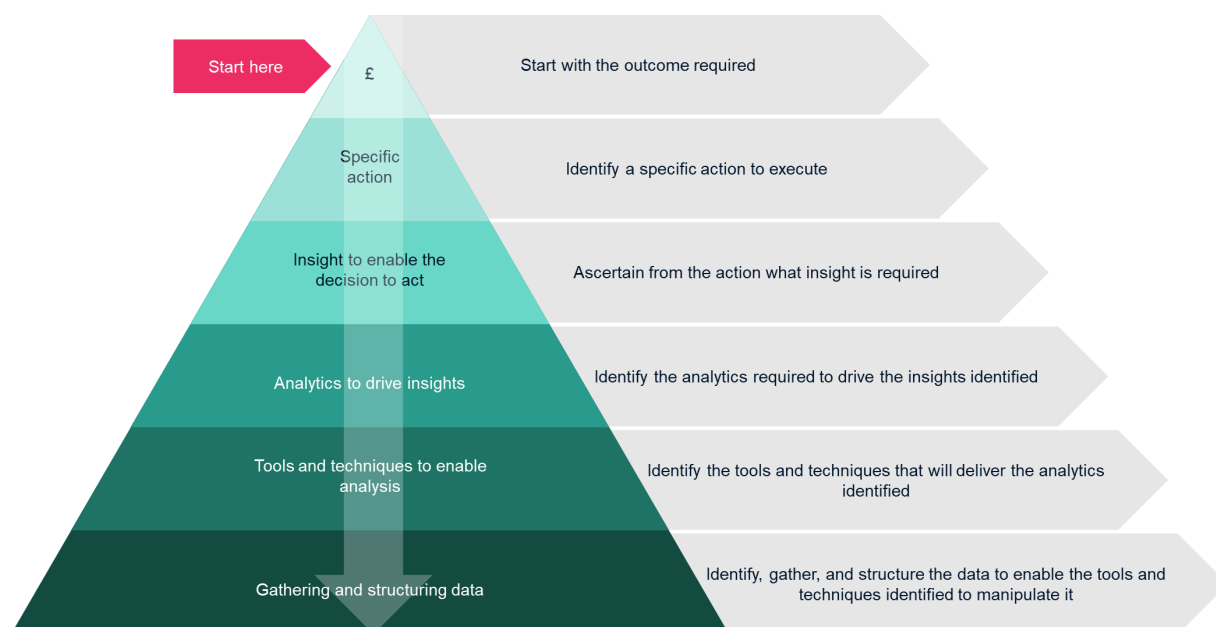 Start here
£
Start with the outcome required
Specific
action
Identify a specific action to execute
Insight to enable the
decision to act
Ascertain from the action what insight is required
Analytics to drive insights
Identify the analytics required to drive the insights identified
Tools and techniques to enable
analysis
Identify the tools and techniques that will deliver the analytics
identified
Gathering and structuring data
Identify, gather, and structure the data to enable the tools and
techniques identified to manipulate it